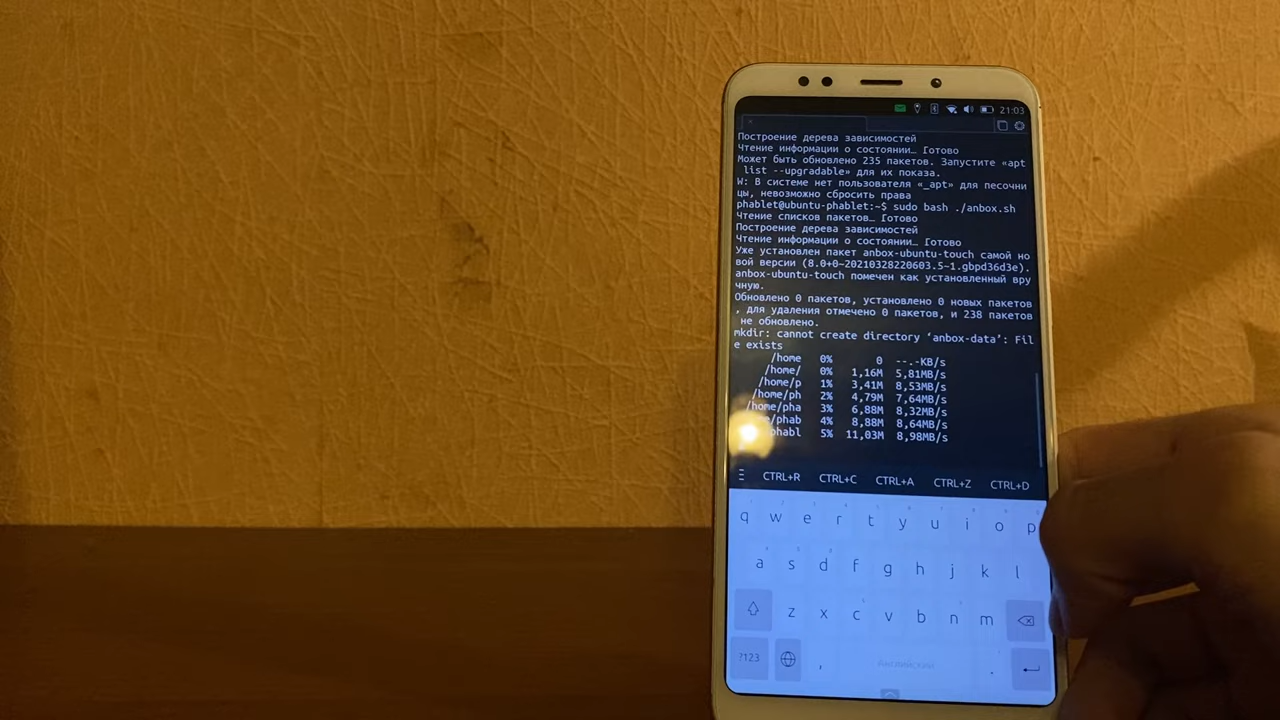 21:03
Построение дерева зависимостей
Чтение информации о состоянии… Готово
Может быть обновлено 235 пакетов. Запустите «apt
list --upgradable» для их показа.
W: В системе нет пользователя «_apt» для песочни
цы, невозможно сбросить права
phablet@ubuntu-phablet:~$ sudo bash ./anbox.sh
Чтение списков пакетов… Готово
Построение дерева зависимостей
Чтение информации о состоянии… Готово
Уже установлен пакет anbox-ubuntu-touch самой но
вой версии (8.0+0~20210328220603.5~1.gbpd36d3e).
anbox-ubuntu-touch помечен как установленный вру
чную.
Обновлено 0 пакетов, установлено 0 новых пакетов
, для удаления отмечено 0 пакетов, и 238 пакетов
не обновлено.
mkdir: cannot create directory ‘anbox-data’: Fil
e exists
/home 0% 0 --.-KB/s
/home/ 0% 1,16M 5,81MB/s
/home/p 1% 3,41M 8,53MB/s
/home/ph 2% 4,79M 7,64MB/s
/home/pha 3% 6,88M 8,32MB/s
/phab 4% 8,88M 8,64MB/s
phabl 5% 11,03M 8,98MB/s
CTRL+R CTRL+C CTRL+A CTRL+Z CTRL+D
q w e r t y u i o p
a s d f g h j k l
z x c v b n m
?123 , Английский .